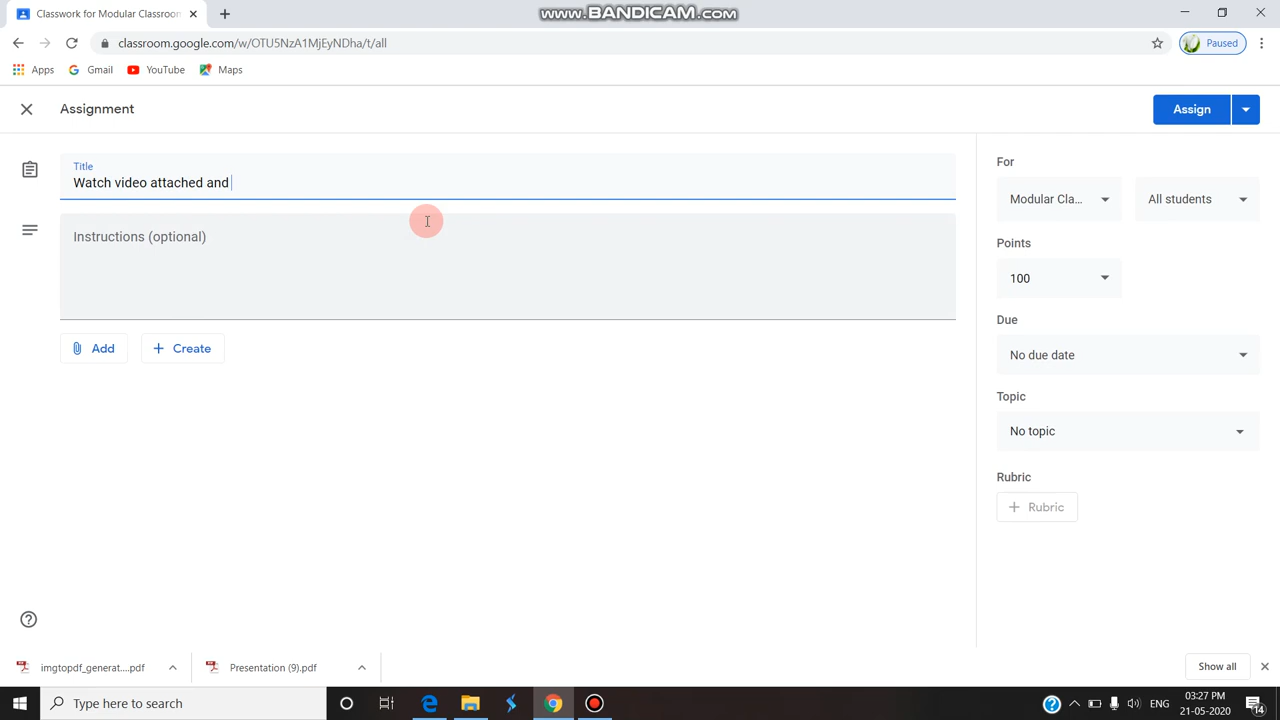 Classwork for Modular Classroom
www.BANDICAM.com
classroom.google.com/w/OTU5NzA1MjEyNDha/t/all
Paused
Apps
Gmail
YouTube
Maps
Assignment
Assign
Title
Watch video attached and
Instructions (optional)
Add
Create
For
Modular Cla...
All students
Points
100
Due
No due date
Topic
No topic
Rubric
Rubric
imgtopdf_generat....pdf
Presentation (9).pdf
Show all
Type here to search
ENG
03:27 PM
21-05-2020
14